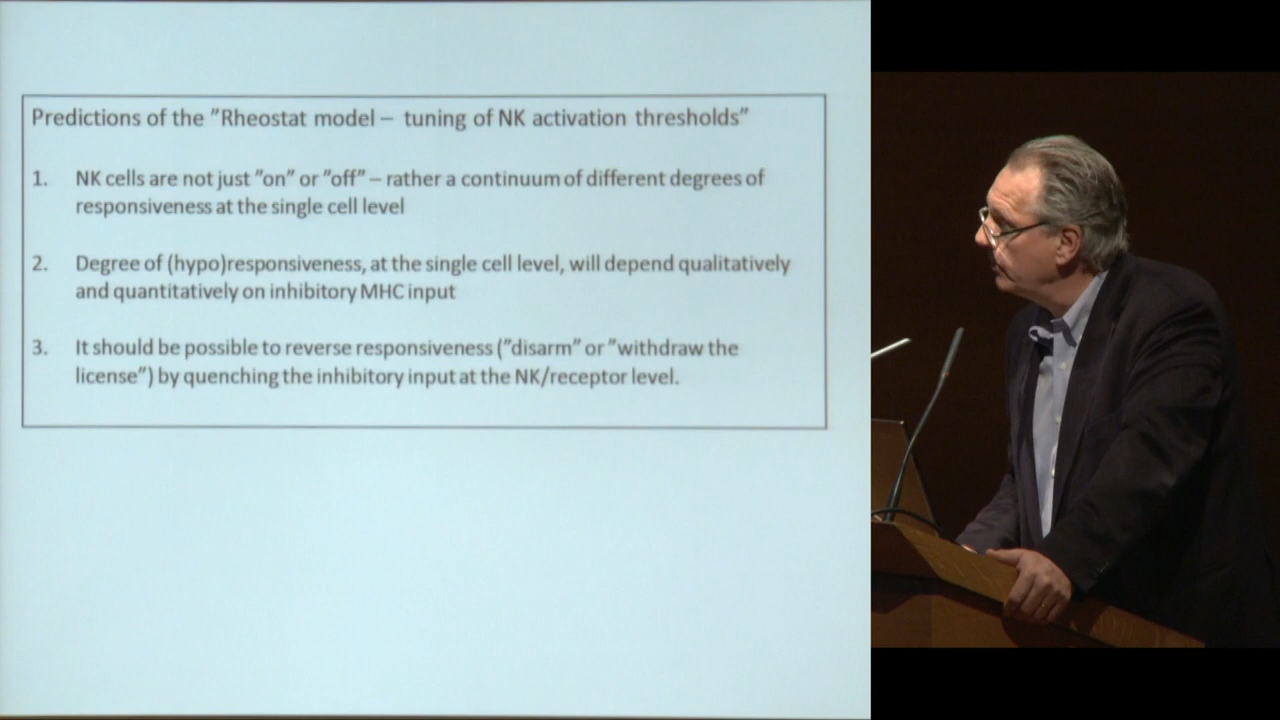 Predictions of the ”Rheostat model – tuning of NK activation thresholds”
1. NK cells are not just ”on” or ”off” – rather a continuum of different degrees of
responsiveness at the single cell level
2. Degree of (hypo)responsiveness, at the single cell level, will depend qualitatively
and quantitatively on inhibitory MHC input
3. It should be possible to reverse responsiveness (”disarm” or ”withdraw the
license”) by quenching the inhibitory input at the NK/receptor level.